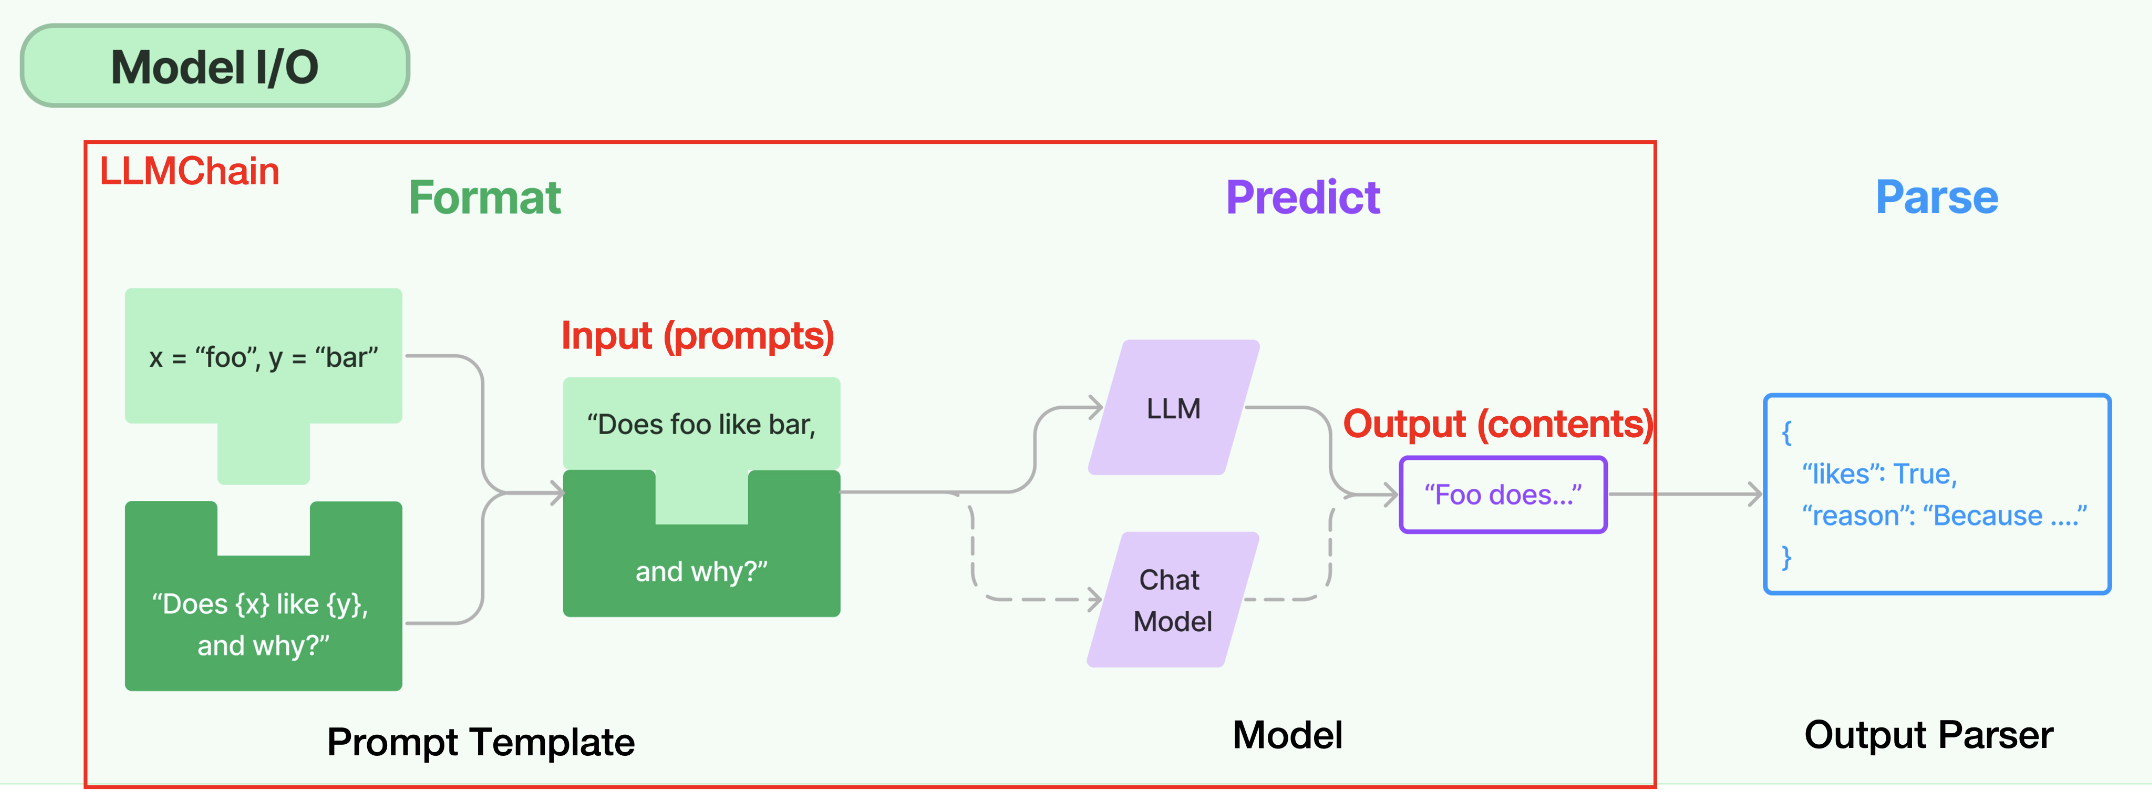 Model I/O
LLMChain
Format
Predict
Parse
x = “foo”, y = “bar”
“Does {x} like {y},
and why?”
Input (prompts)
“Does foo like bar,
and why?”
LLM
Chat
Model
Output (contents)
“Foo does...”
{
“likes”: True,
“reason”: “Because ....”
}
Prompt Template
Model
Output Parser